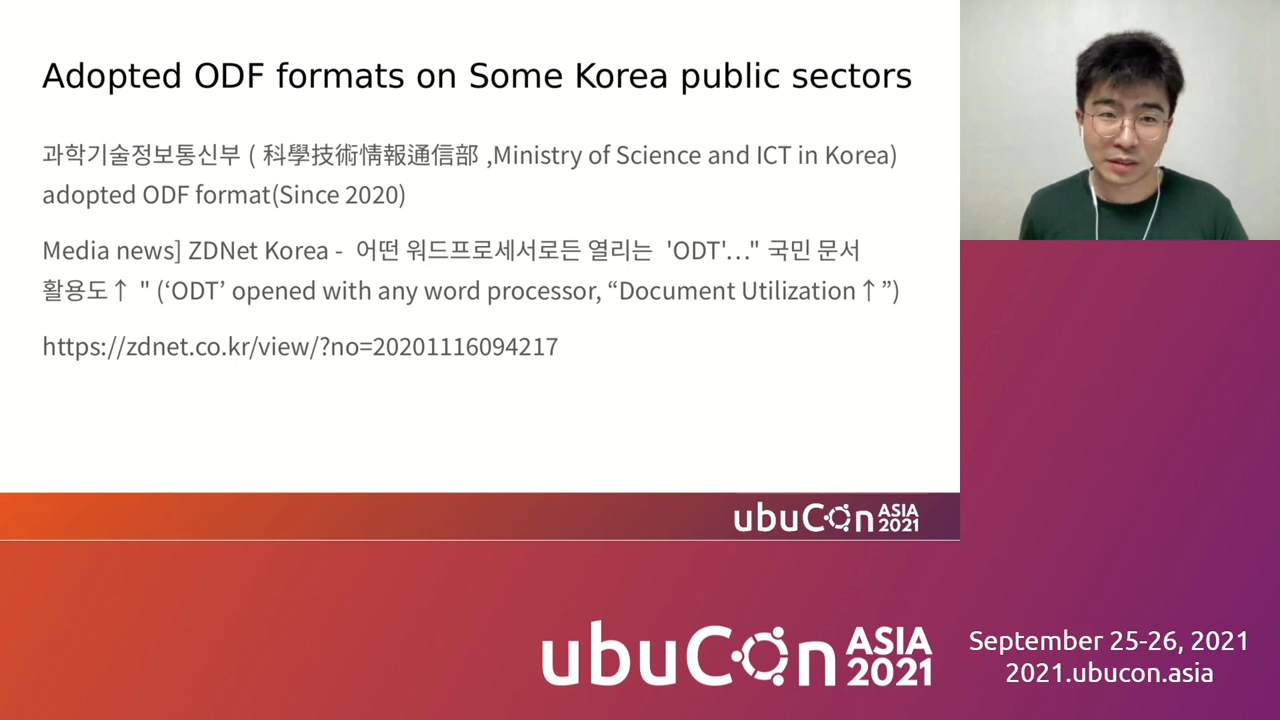 Adopted ODF formats on Some Korea public sectors
과학기술정보통신부 ( 科學技術情報通信部 ,Ministry of Science and ICT in Korea)
adopted ODF format(Since 2020)
Media news] ZDNet Korea - 어떤 워드프로세서로든 열리는 'ODT'…" 국민 문서
활용도↑ " (‘ODT’ opened with any word processor, “Document Utilization↑”)
https://zdnet.co.kr/view/?no=20201116094217
ubuCon ASIA 2021
ubuCon ASIA 2021
September 25-26, 2021
2021.ubucon.asia